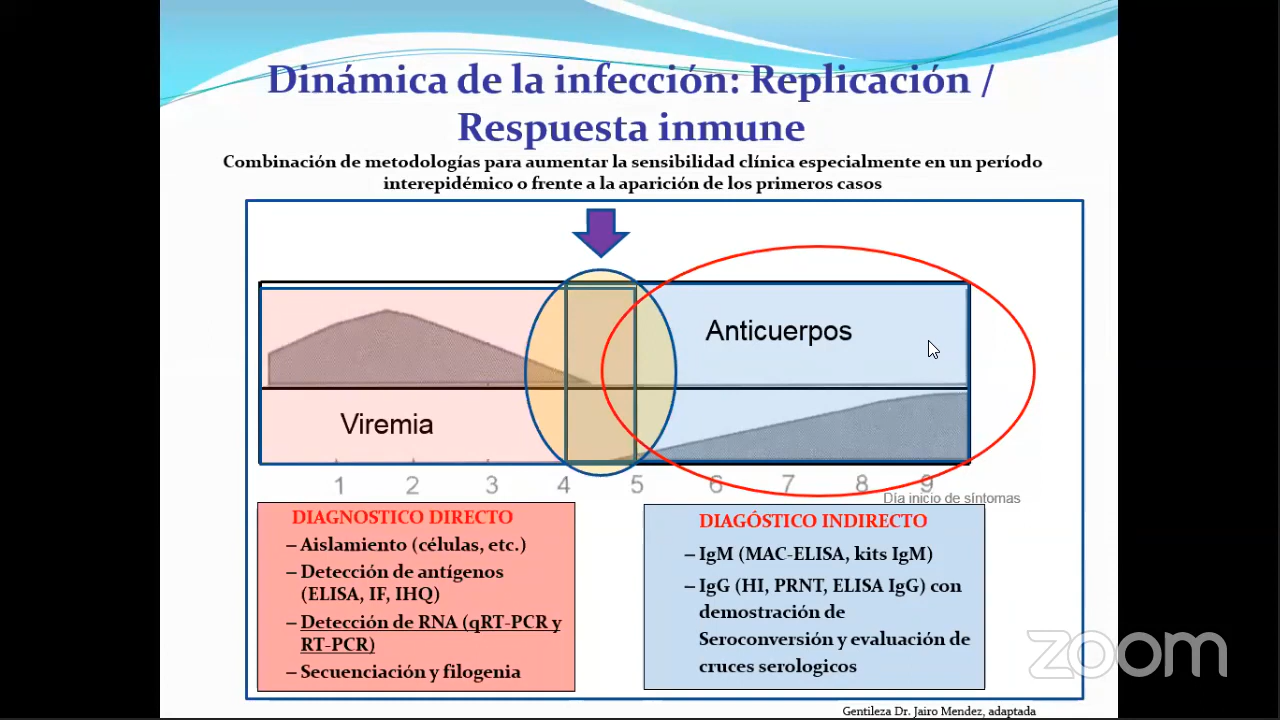 Dinámica de la infección: Replicación /
Respuesta inmune
Combinación de metodologías para aumentar la sensibilidad clínica especialmente en un período
interepidémico o frente a la aparición de los primeros casos
Anticuerpos
Viremia
1 2 3 4 5 6 7 8 9
Día inicio de síntomas
DIAGNOSTICO DIRECTO
– Aislamiento (células, etc.)
– Detección de antígenos
(ELISA, IF, IHQ)
– Detección de RNA (qRT-PCR y
RT-PCR)
– Secuenciación y filogenia
DIAGÓSTICO INDIRECTO
– IgM (MAC-ELISA, kits IgM)
– IgG (HI, PRNT, ELISA IgG) con
demostración de
Seroconversión y evaluación de
cruces serologicos
zoom
Gentileza Dr. Jairo Mendez, adaptada